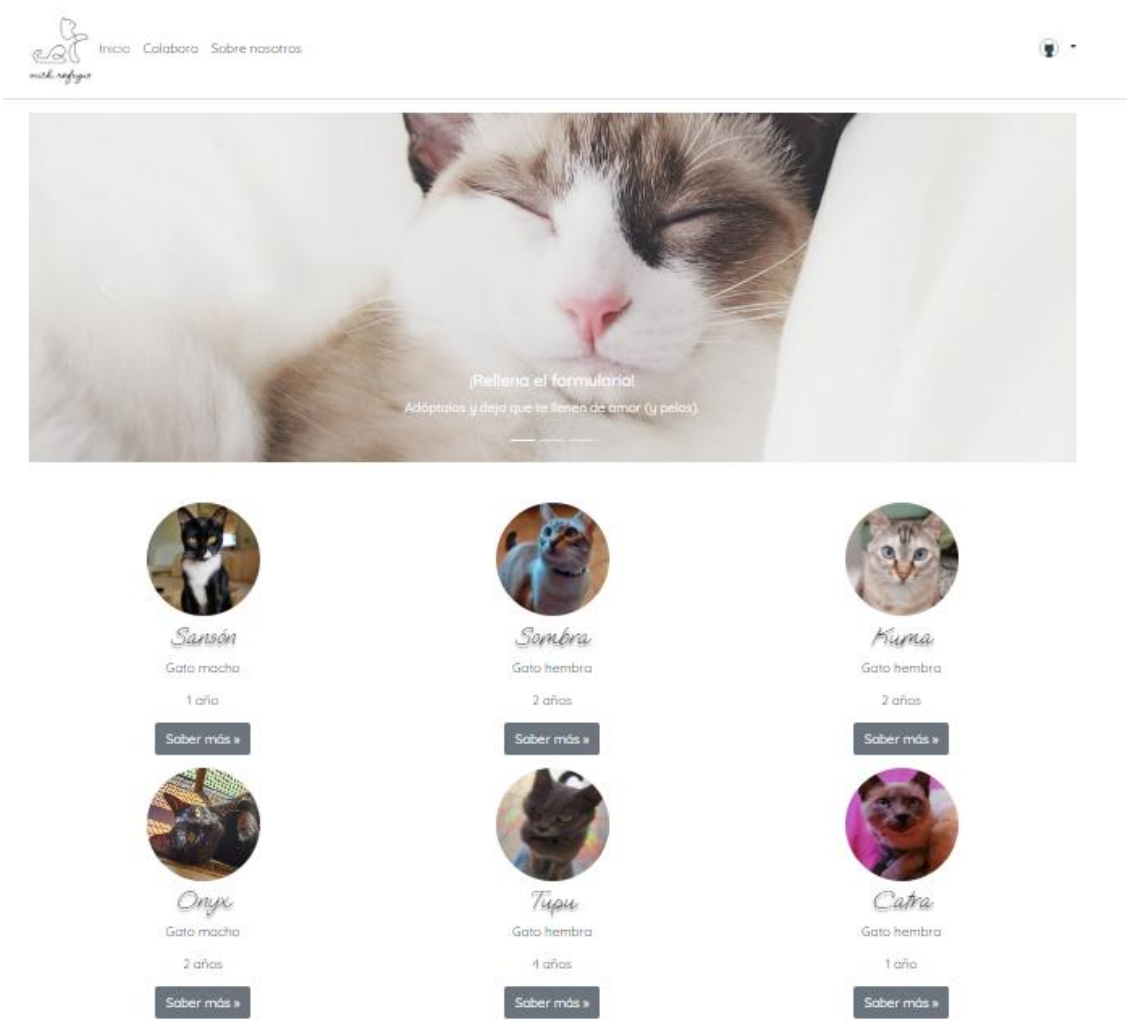 Inicio Colabora Sobre nosotros
refugio
¡Rellena el formulario!
Adóptalos y deja que te llenen de amor (y pelos).
Sansón
Gato macho
1 año
Saber más »
Sombra
Gato hembra
2 años
Saber más »
Kuma
Gato hembra
2 años
Saber más »
Onyx
Gato macho
2 años
Saber más »
Tupu
Gato hembra
4 años
Saber más »
Catra
Gato hembra
1 año
Saber más »